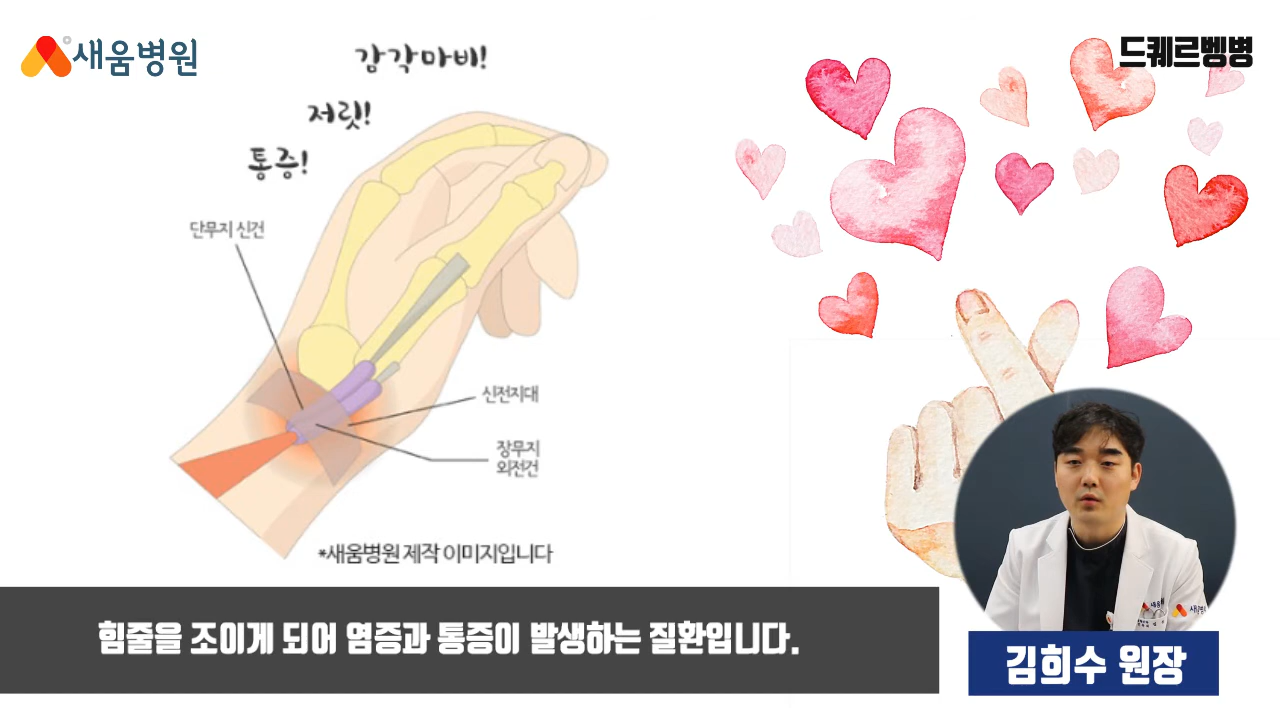 새움병원
감각마비!
드퀘르벵병
저릿!
통증!
단무지 신건
신전지대
장무지
외전건
*새움병원 제작 이미지입니다
힘줄을 조이게 되어 염증과 통증이 발생하는 질환입니다.
김희수 원장